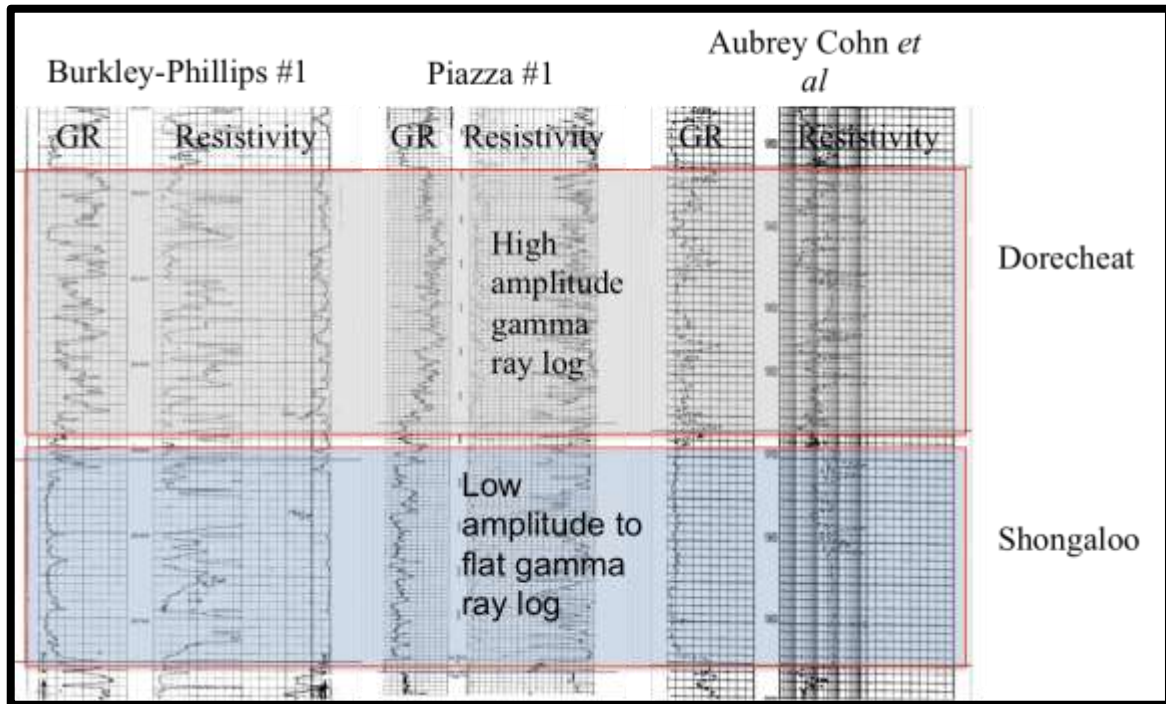 Burkley-Phillips #1
Piazza #1
Aubrey Cohn et
al
GR
Resistivity
GR
Resistivity
GR
Resistivity
High
amplitude
gamma
ray log
Dorecheat
Low
amplitude to
flat gamma
ray log
Shongaloo